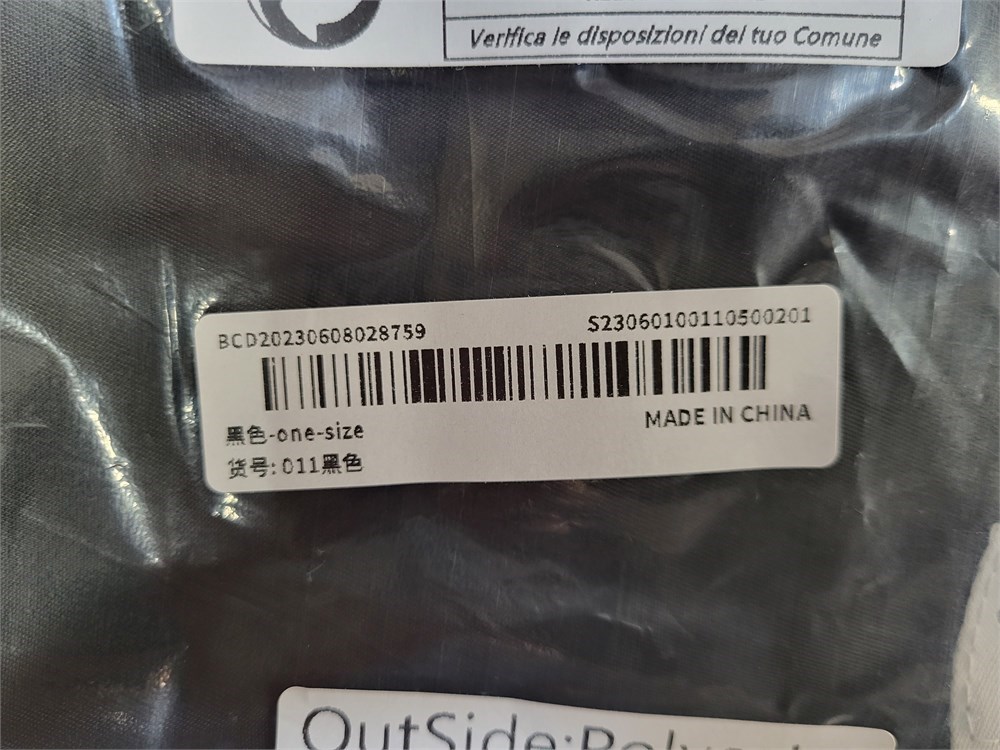 Verifica le disposizioni del tuo Comune
BCD20230608028759
S23060100110500201
黑色-one-size
MADE IN CHINA
货号: 011黑色
OutSide: